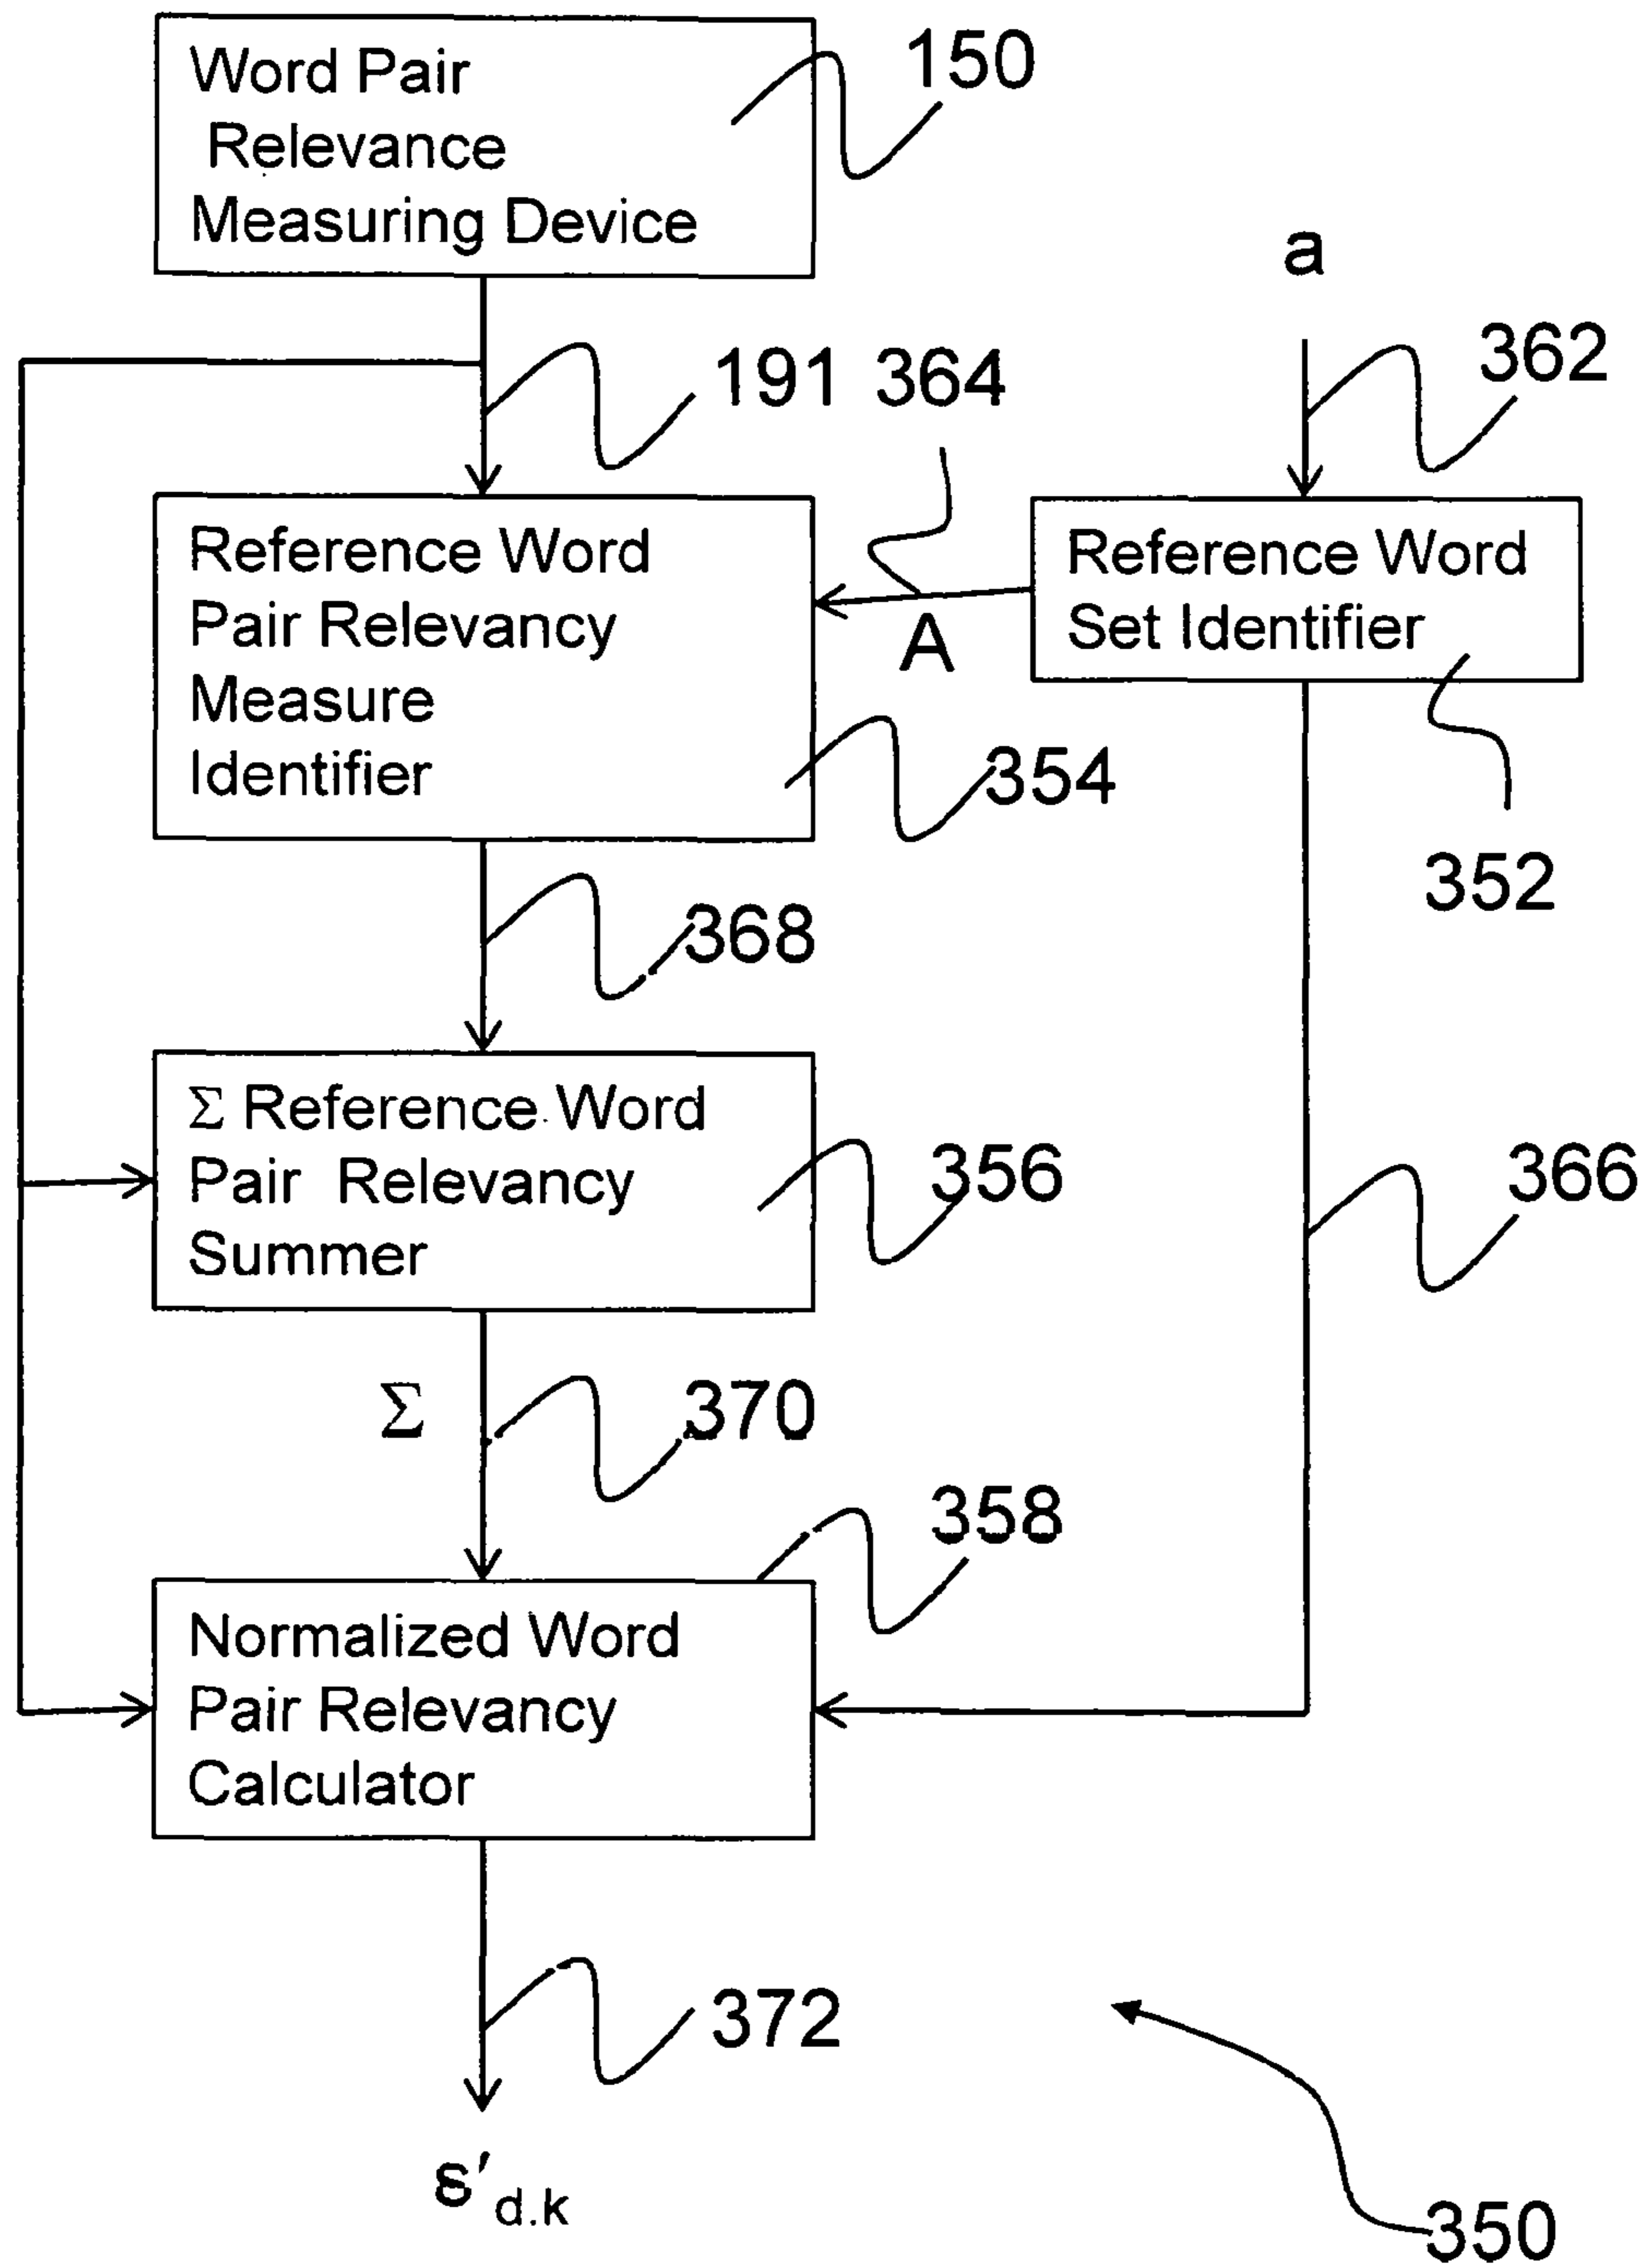 Word Pair
Relevance
Measuring Device
150
a
191
364
362
Reference Word
Pair Relevancy
Measure
Identifier
A
Reference Word
Set Identifier
354
352
368
Σ Reference Word
Pair Relevancy
Summer
356
366
Σ
370
358
Normalized Word
Pair Relevancy
Calculator
372
s′d.k
350